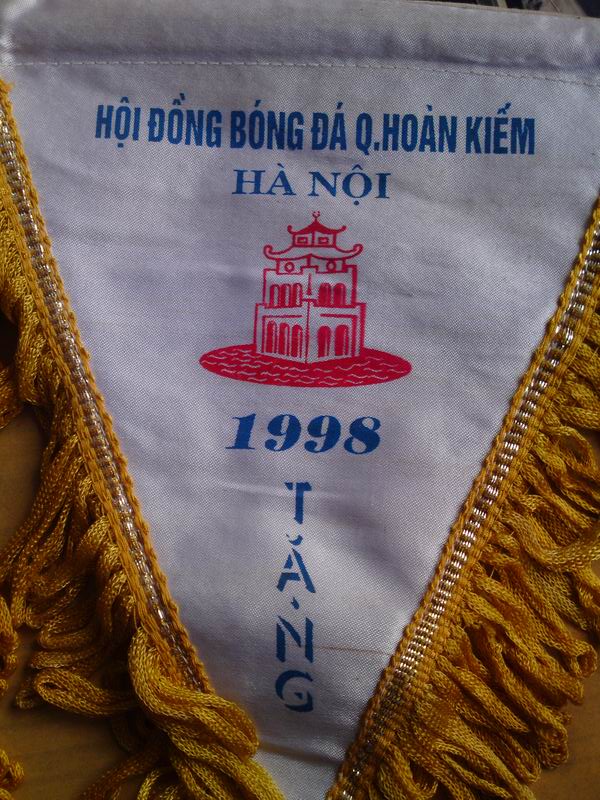 HỘI ĐỒNG BÓNG ĐÁ Q.HOÀN KIẾM
HÀ NỘI
1998
TẶNG